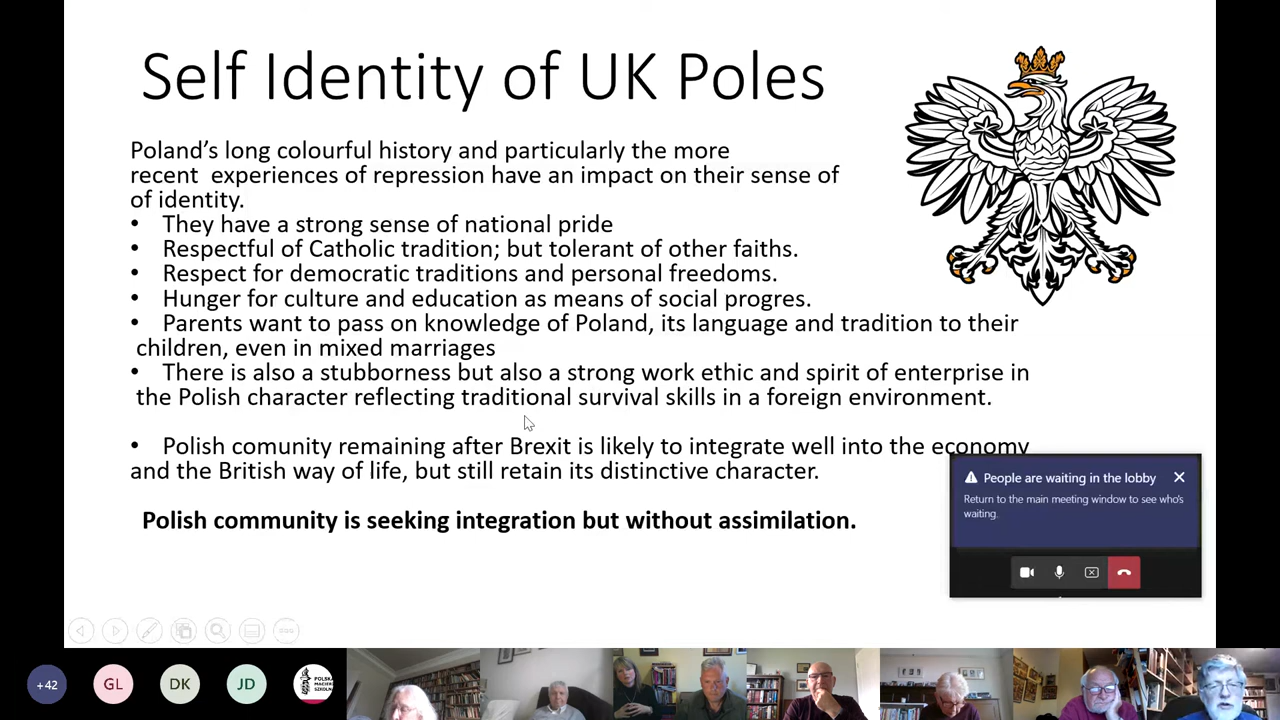 Self Identity of UK Poles
Poland’s long colourful history and particularly the more
recent  experiences of repression have an impact on their sense of
of identity.
• They have a strong sense of national pride
• Respectful of Catholic tradition; but tolerant of other faiths.
• Respect for democratic traditions and personal freedoms.
• Hunger for culture and education as means of social progres.
• Parents want to pass on knowledge of Poland, its language and tradition to their
children, even in mixed marriages
• There is also a stubborness but also a strong work ethic and spirit of enterprise in
the Polish character reflecting traditional survival skills in a foreign environment.
• Polish comunity remaining after Brexit is likely to integrate well into the economy
and the British way of life, but still retain its distinctive character.
Polish community is seeking integration but without assimilation.
People are waiting in the lobby
Return to the main meeting window to see who's
waiting.
+42
GL
DK
JD
POLSKA
MACIERZ
SZKOLNA